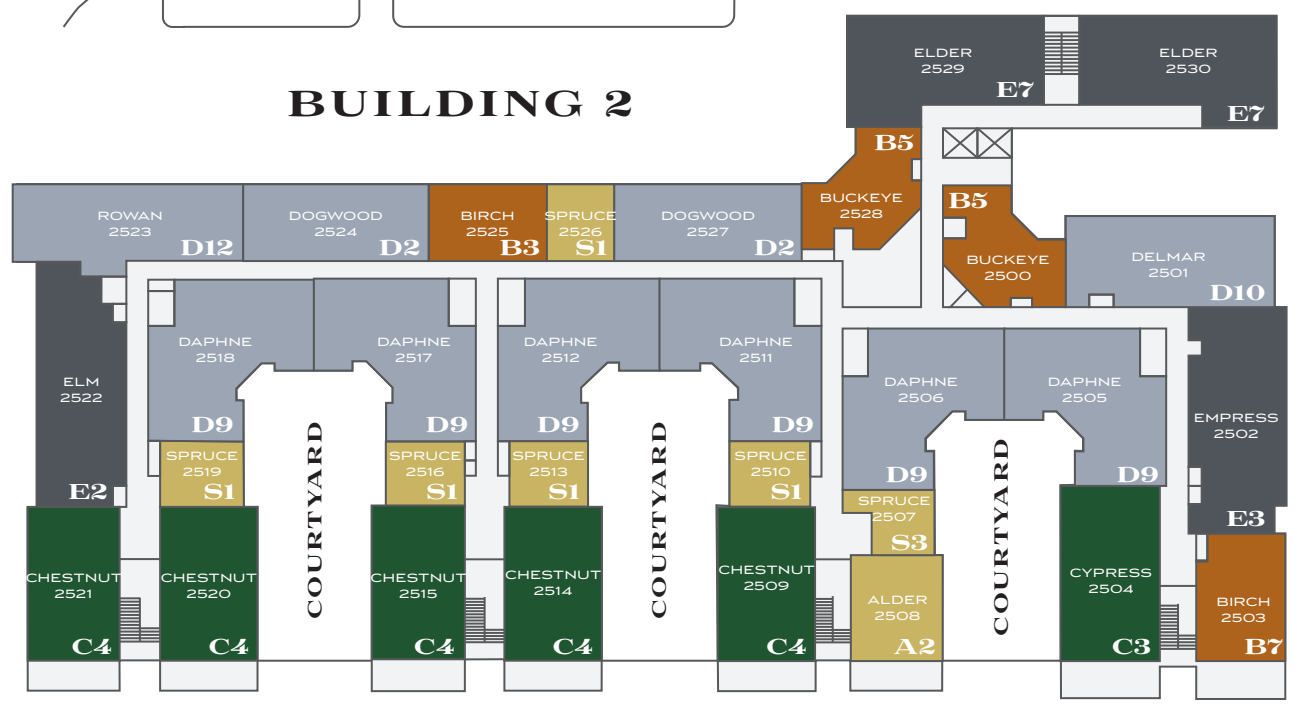 BUILDING 2
ELDER
2529
E7
ELDER
2530
E7
B5
BUCKEYE
2528
B5
BUCKEYE
2500
DELMAR
2501
D10
ROWAN
2523
D12
DOGWOOD
2524
D2
BIRCH
2525
B3
SPRUCE
2526
S1
DOGWOOD
2527
D2
DAPHNE
2518
D9
DAPHNE
2517
D9
DAPHNE
2512
D9
DAPHNE
2511
D9
DAPHNE
2506
D9
DAPHNE
2505
D9
ELM
2522
E2
EMPRESS
2502
E3
SPRUCE
2519
S1
SPRUCE
2516
S1
SPRUCE
2513
S1
SPRUCE
2510
S1
SPRUCE
2507
S3
COURTYARD
COURTYARD
COURTYARD
CHESTNUT
2521
C4
CHESTNUT
2520
C4
CHESTNUT
2515
C4
CHESTNUT
2514
C4
CHESTNUT
2509
C4
ALDER
2508
A2
CYPRESS
2504
C3
BIRCH
2503
B7